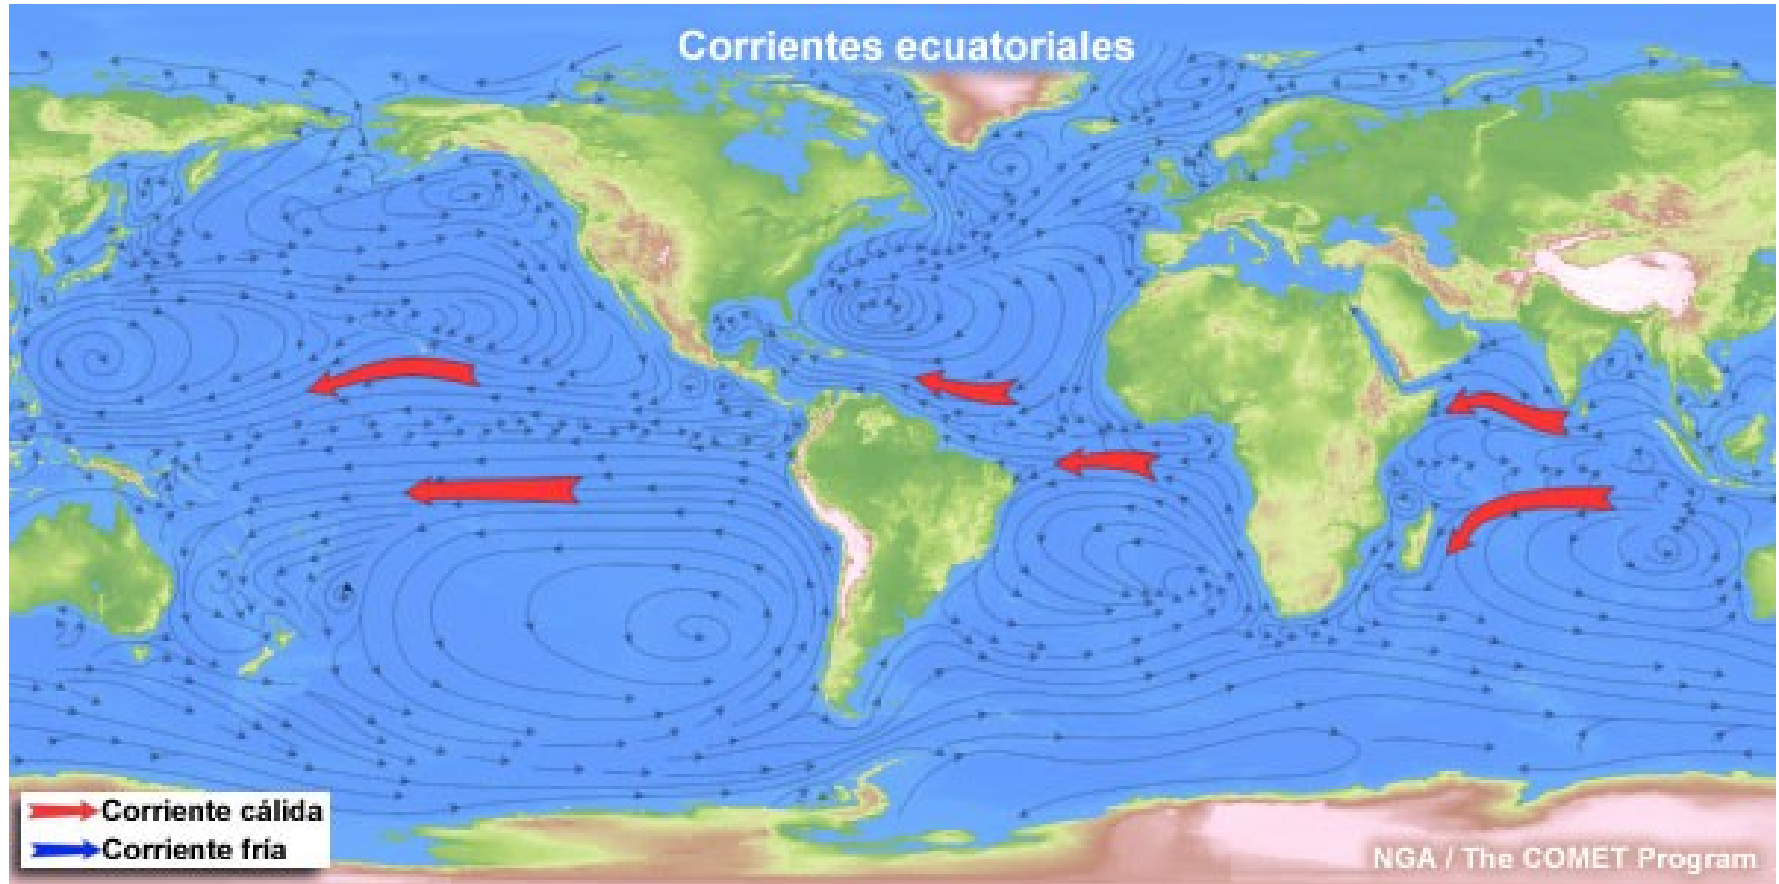 Corrientes ecuatoriales
Corriente cálida
Corriente fría
NGA / The COMET Program